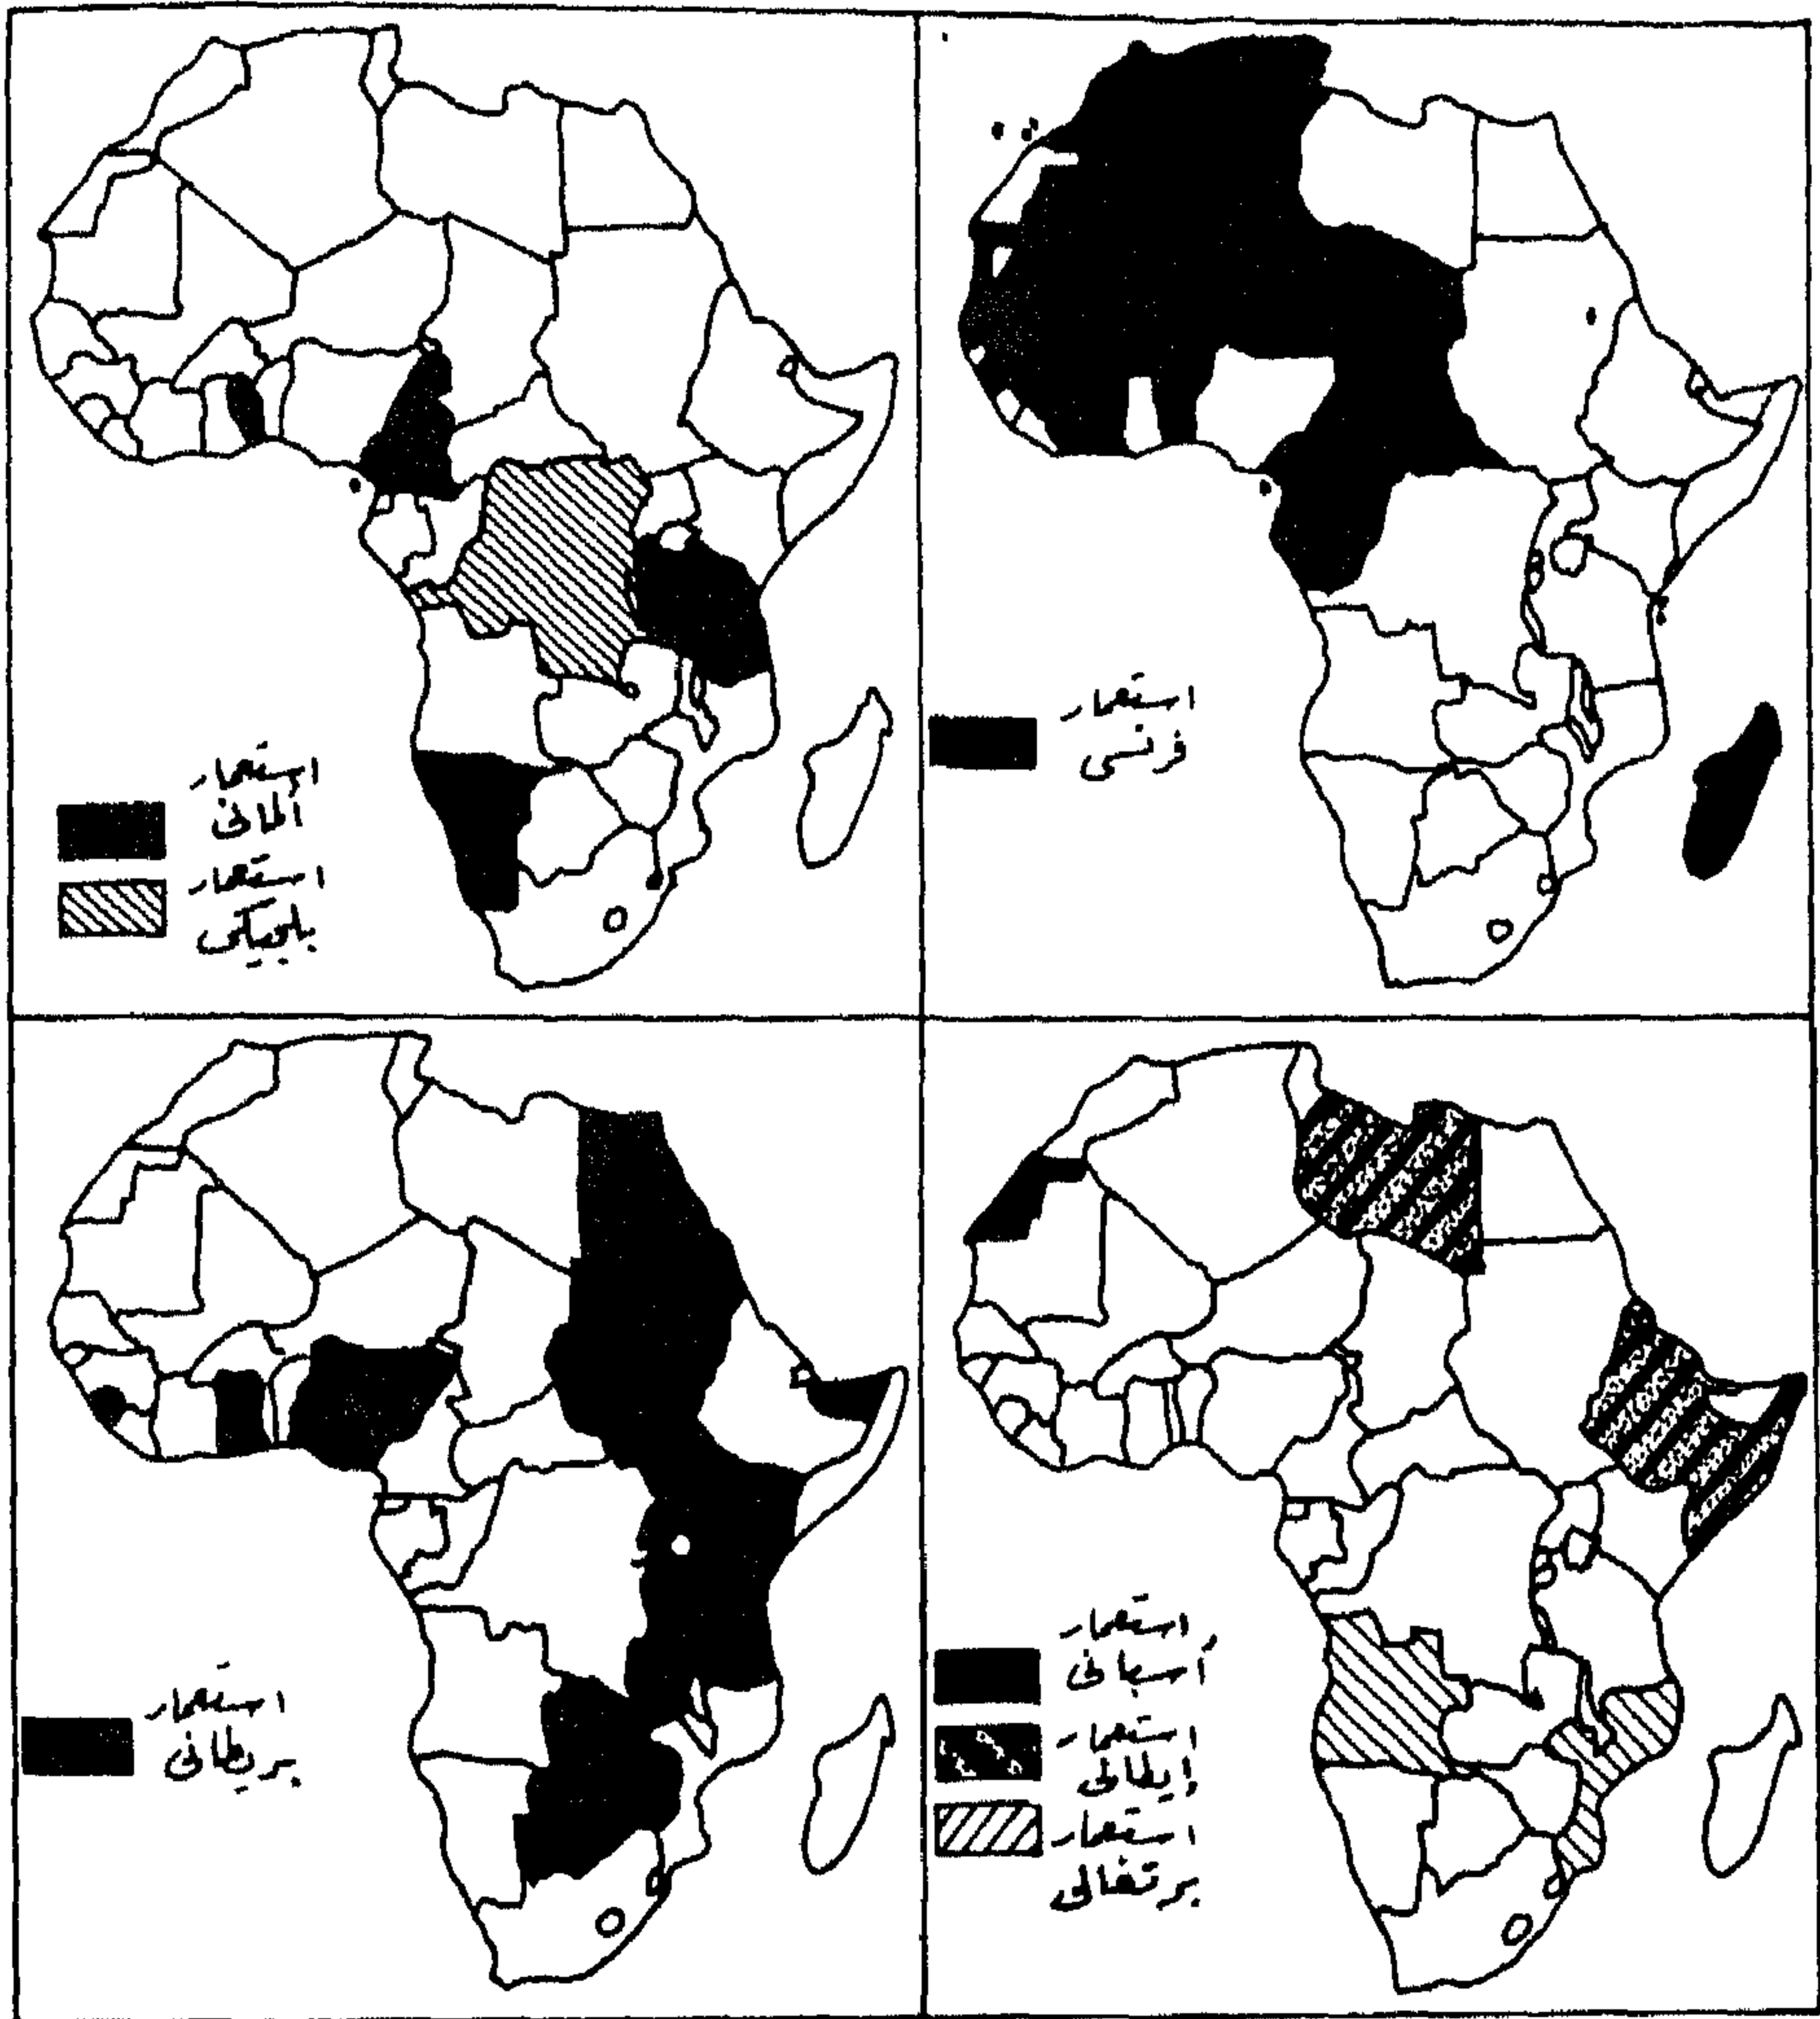 استعمار
فرنسى
استعمار
ألمانى
استعمار
بلجيكى
استعمار
أسبانى
استعمار
إيطالى
استعمار
برتغالى
استعمار
بريطانى